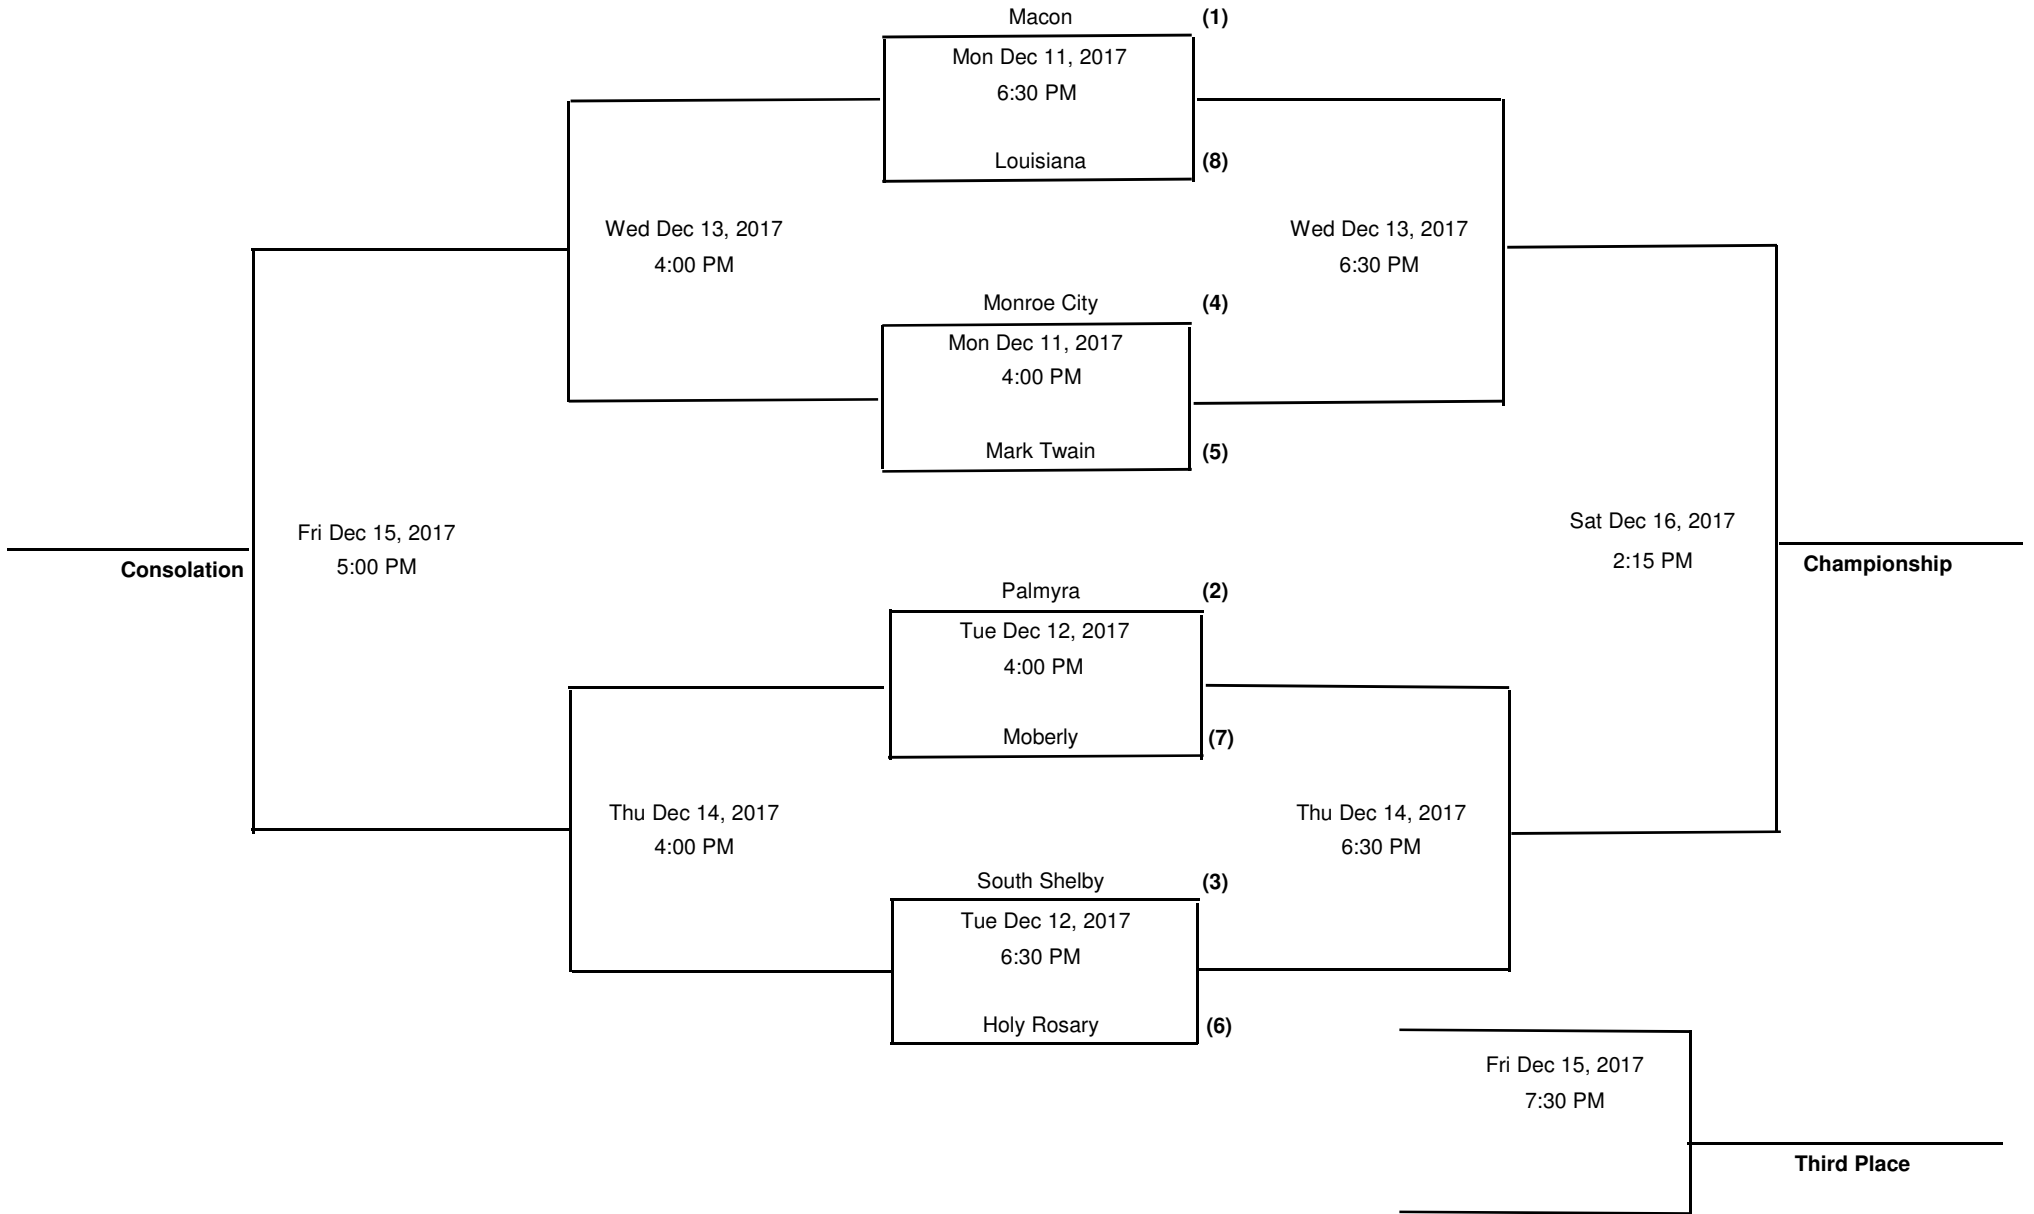 Macon (1)
Mon Dec 11, 2017
6:30 PM
Louisiana (8)
Wed Dec 13, 2017
4:00 PM
Wed Dec 13, 2017
6:30 PM
Monroe City (4)
Mon Dec 11, 2017
4:00 PM
Mark Twain (5)
Fri Dec 15, 2017
5:00 PM
Consolation
Sat Dec 16, 2017
2:15 PM
Championship
Palmyra (2)
Tue Dec 12, 2017
4:00 PM
Moberly (7)
Thu Dec 14, 2017
4:00 PM
Thu Dec 14, 2017
6:30 PM
South Shelby (3)
Tue Dec 12, 2017
6:30 PM
Holy Rosary (6)
Fri Dec 15, 2017
7:30 PM
Third Place